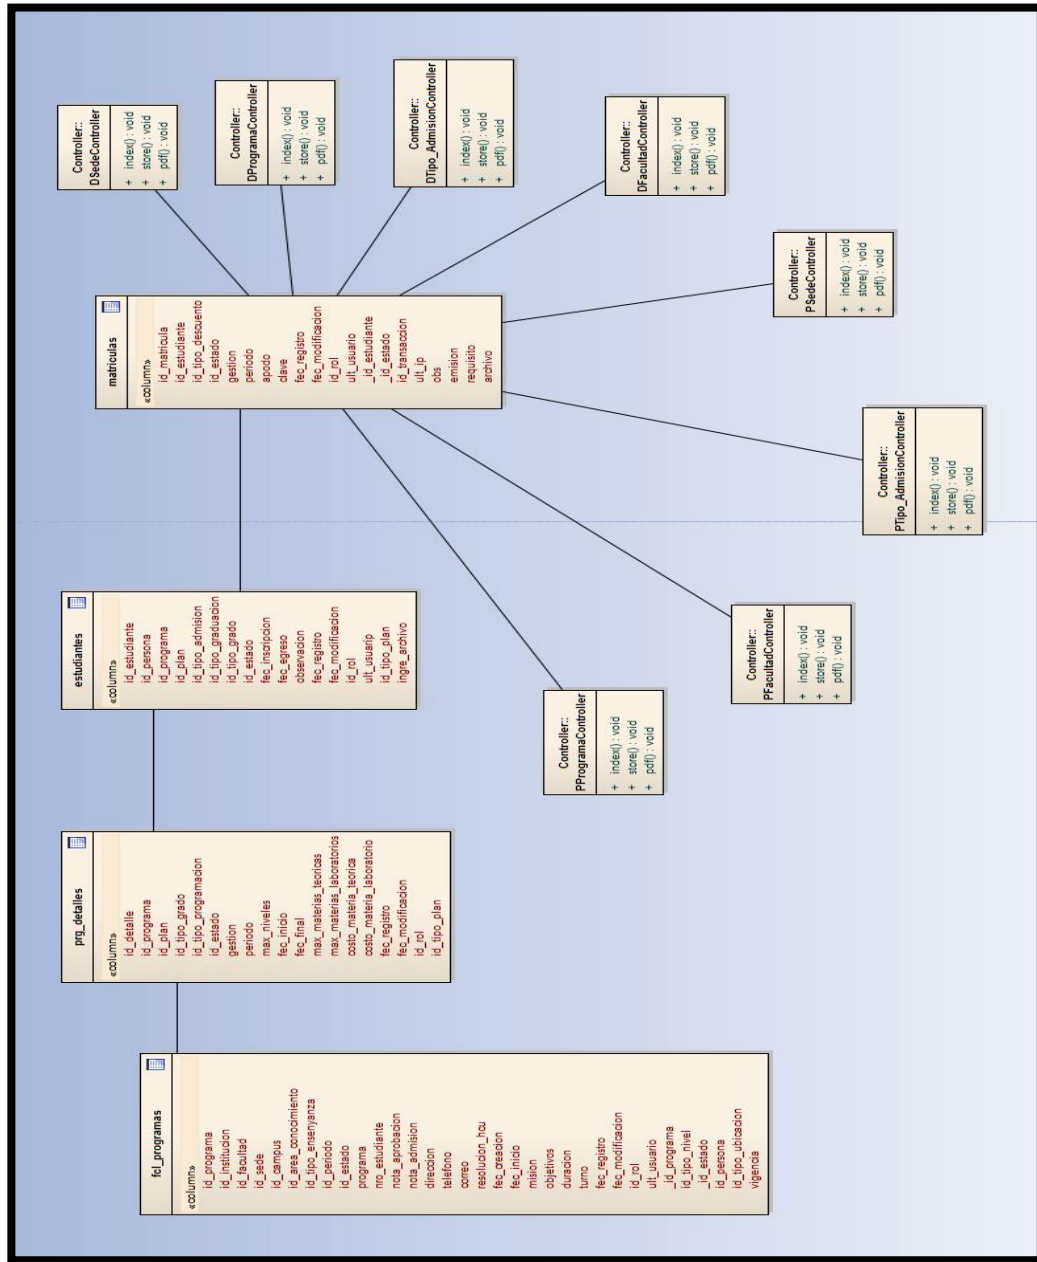 fcl_programas
«column»
id_programa
id_institucion
id_facultad
id_sede
id_campus
id_area_conocimiento
id_tipo_ensenyanza
id_periodo
id_estado
programa
nro_estudiante
nota_aprobacion
nota_admision
direccion
telefono
correo
resolucion_hcu
fec_creacion
fec_inicio
mision
objetivos
duracion
turno
fec_registro
fec_modificacion
id_rol
ult_usuario
_id_programa
id_tipo_nivel
_id_estado
id_persona
id_tipo_ubicacion
vigencia
prg_detalles
«column»
id_detalle
id_programa
id_plan
id_tipo_grado
id_tipo_programacion
id_estado
gestion
periodo
max_niveles
fec_inicio
fec_final
max_materias_teoricas
max_materias_laboratorios
costo_materia_teorica
costo_materia_laboratorio
fec_registro
fec_modificacion
id_rol
id_tipo_plan
estudiantes
«column»
id_estudiante
id_persona
id_programa
id_plan
id_tipo_admision
id_tipo_graduacion
id_tipo_grado
id_estado
fec_inscripcion
fec_egreso
observacion
fec_registro
fec_modificacion
id_rol
ult_usuarip
id_tipo_plan
ingre_archivo
matriculas
«column»
id_matricula
id_estudiante
id_tipo_descuento
id_estado
gestion
periodo
apodo
clave
fec_registro
fec_modificacion
id_rol
ult_usuario
_id_estudiante
_id_estado
id_transaccion
ult_ip
obs
emision
requisito
archivo
Controller::
DSedeController
+ index() : void
+ store() : void
+ pdf() : void
Controller::
DProgramaController
+ index() : void
+ store() : void
+ pdf() : void
Controller::
DTipo_AdmisionController
+ index() : void
+ store() : void
+ pdf() : void
Controller::
DFacultadController
+ index() : void
+ store() : void
+ pdf() : void
Controller::
PSedeController
+ index() : void
+ store() : void
+ pdf() : void
Controller::
PTipo_AdmisionController
+ index() : void
+ store() : void
+ pdf() : void
Controller::
PFacultadController
+ index() : void
+ store() : void
+ pdf() : void
Controller::
PProgramaController
+ index() : void
+ store() : void
+ pdf() : void